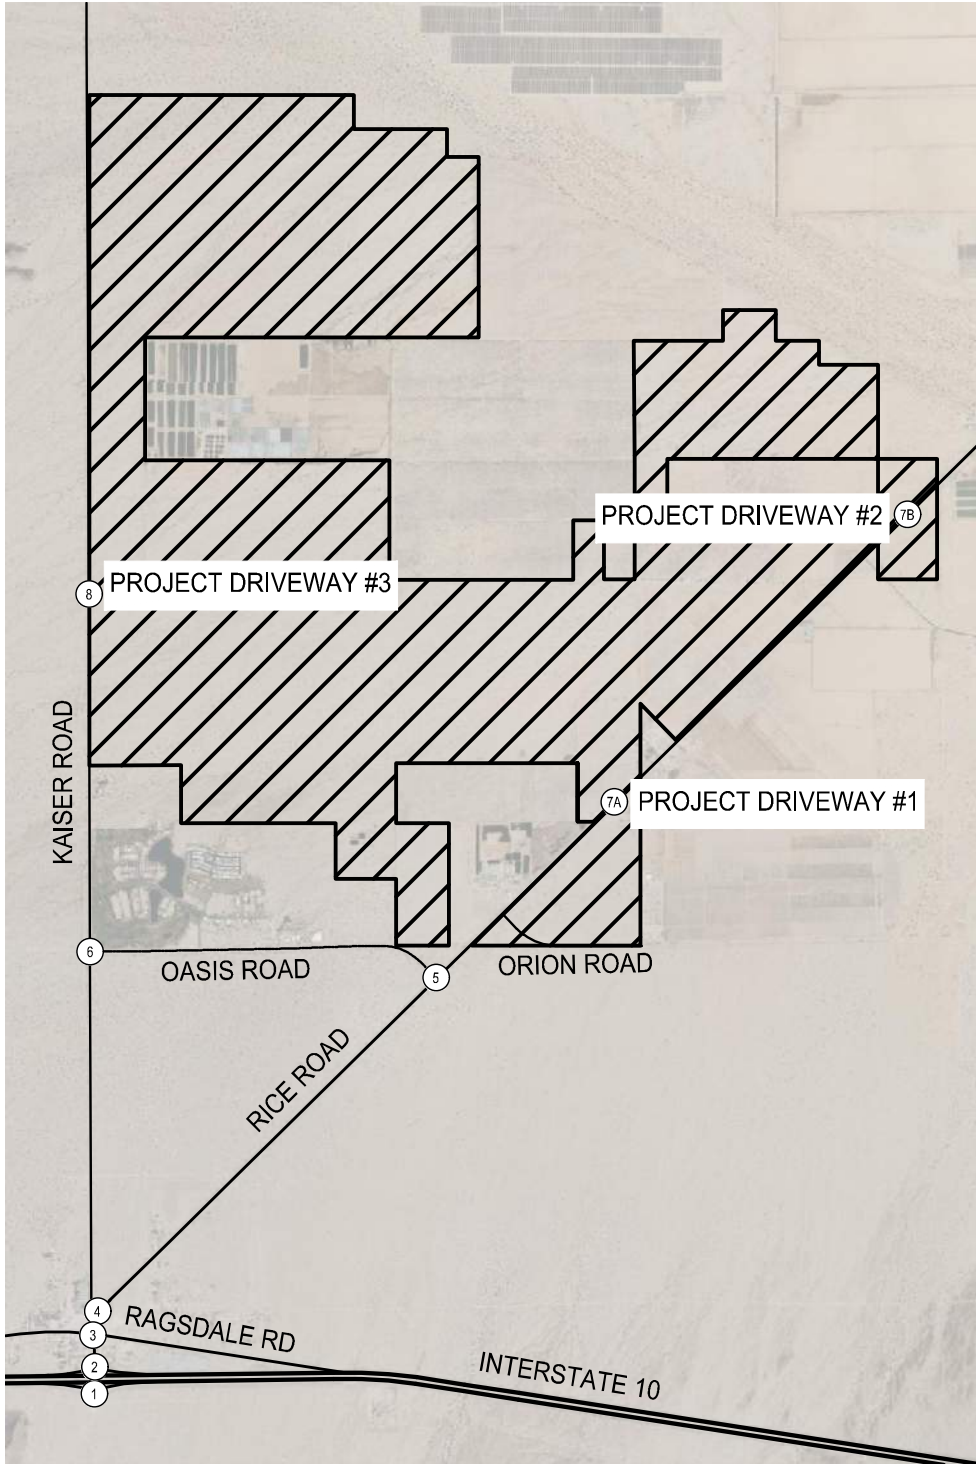 PROJECT DRIVEWAY #2
7B
PROJECT DRIVEWAY #3
8
KAISER ROAD
7A
PROJECT DRIVEWAY #1
6
OASIS ROAD
5
ORION ROAD
RICE ROAD
4
RAGSDALE RD
3
2
INTERSTATE 10
1